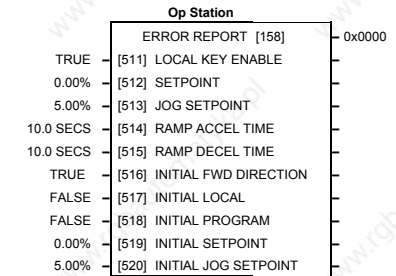 Op Station
ERROR REPORT [158] – 0x0000
TRUE – [511] LOCAL KEY ENABLE –
0.00% – [512] SETPOINT –
5.00% – [513] JOG SETPOINT –
10.0 SECS – [514] RAMP ACCEL TIME –
10.0 SECS – [515] RAMP DECEL TIME –
TRUE – [516] INITIAL FWD DIRECTION –
FALSE – [517] INITIAL LOCAL –
FALSE – [518] INITIAL PROGRAM –
0.00% – [519] INITIAL SETPOINT –
5.00% – [520] INITIAL JOG SETPOINT –